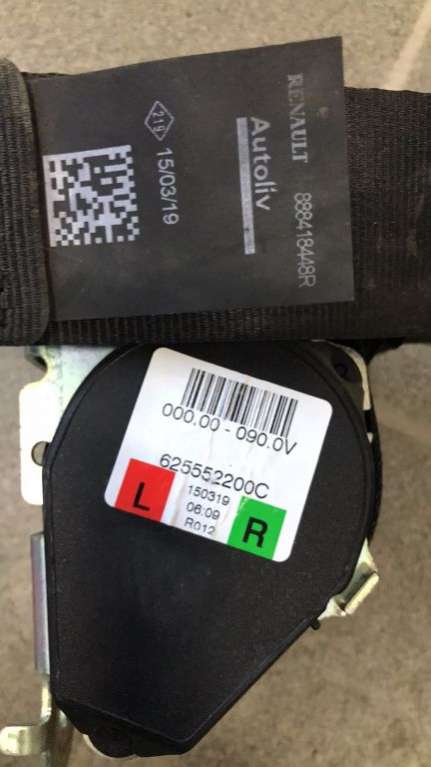 RENAULT 888418448R
Autoliv
219 15/03/19
000.00 - 090.0V
625552200C
L
150319
06:09
R012
R